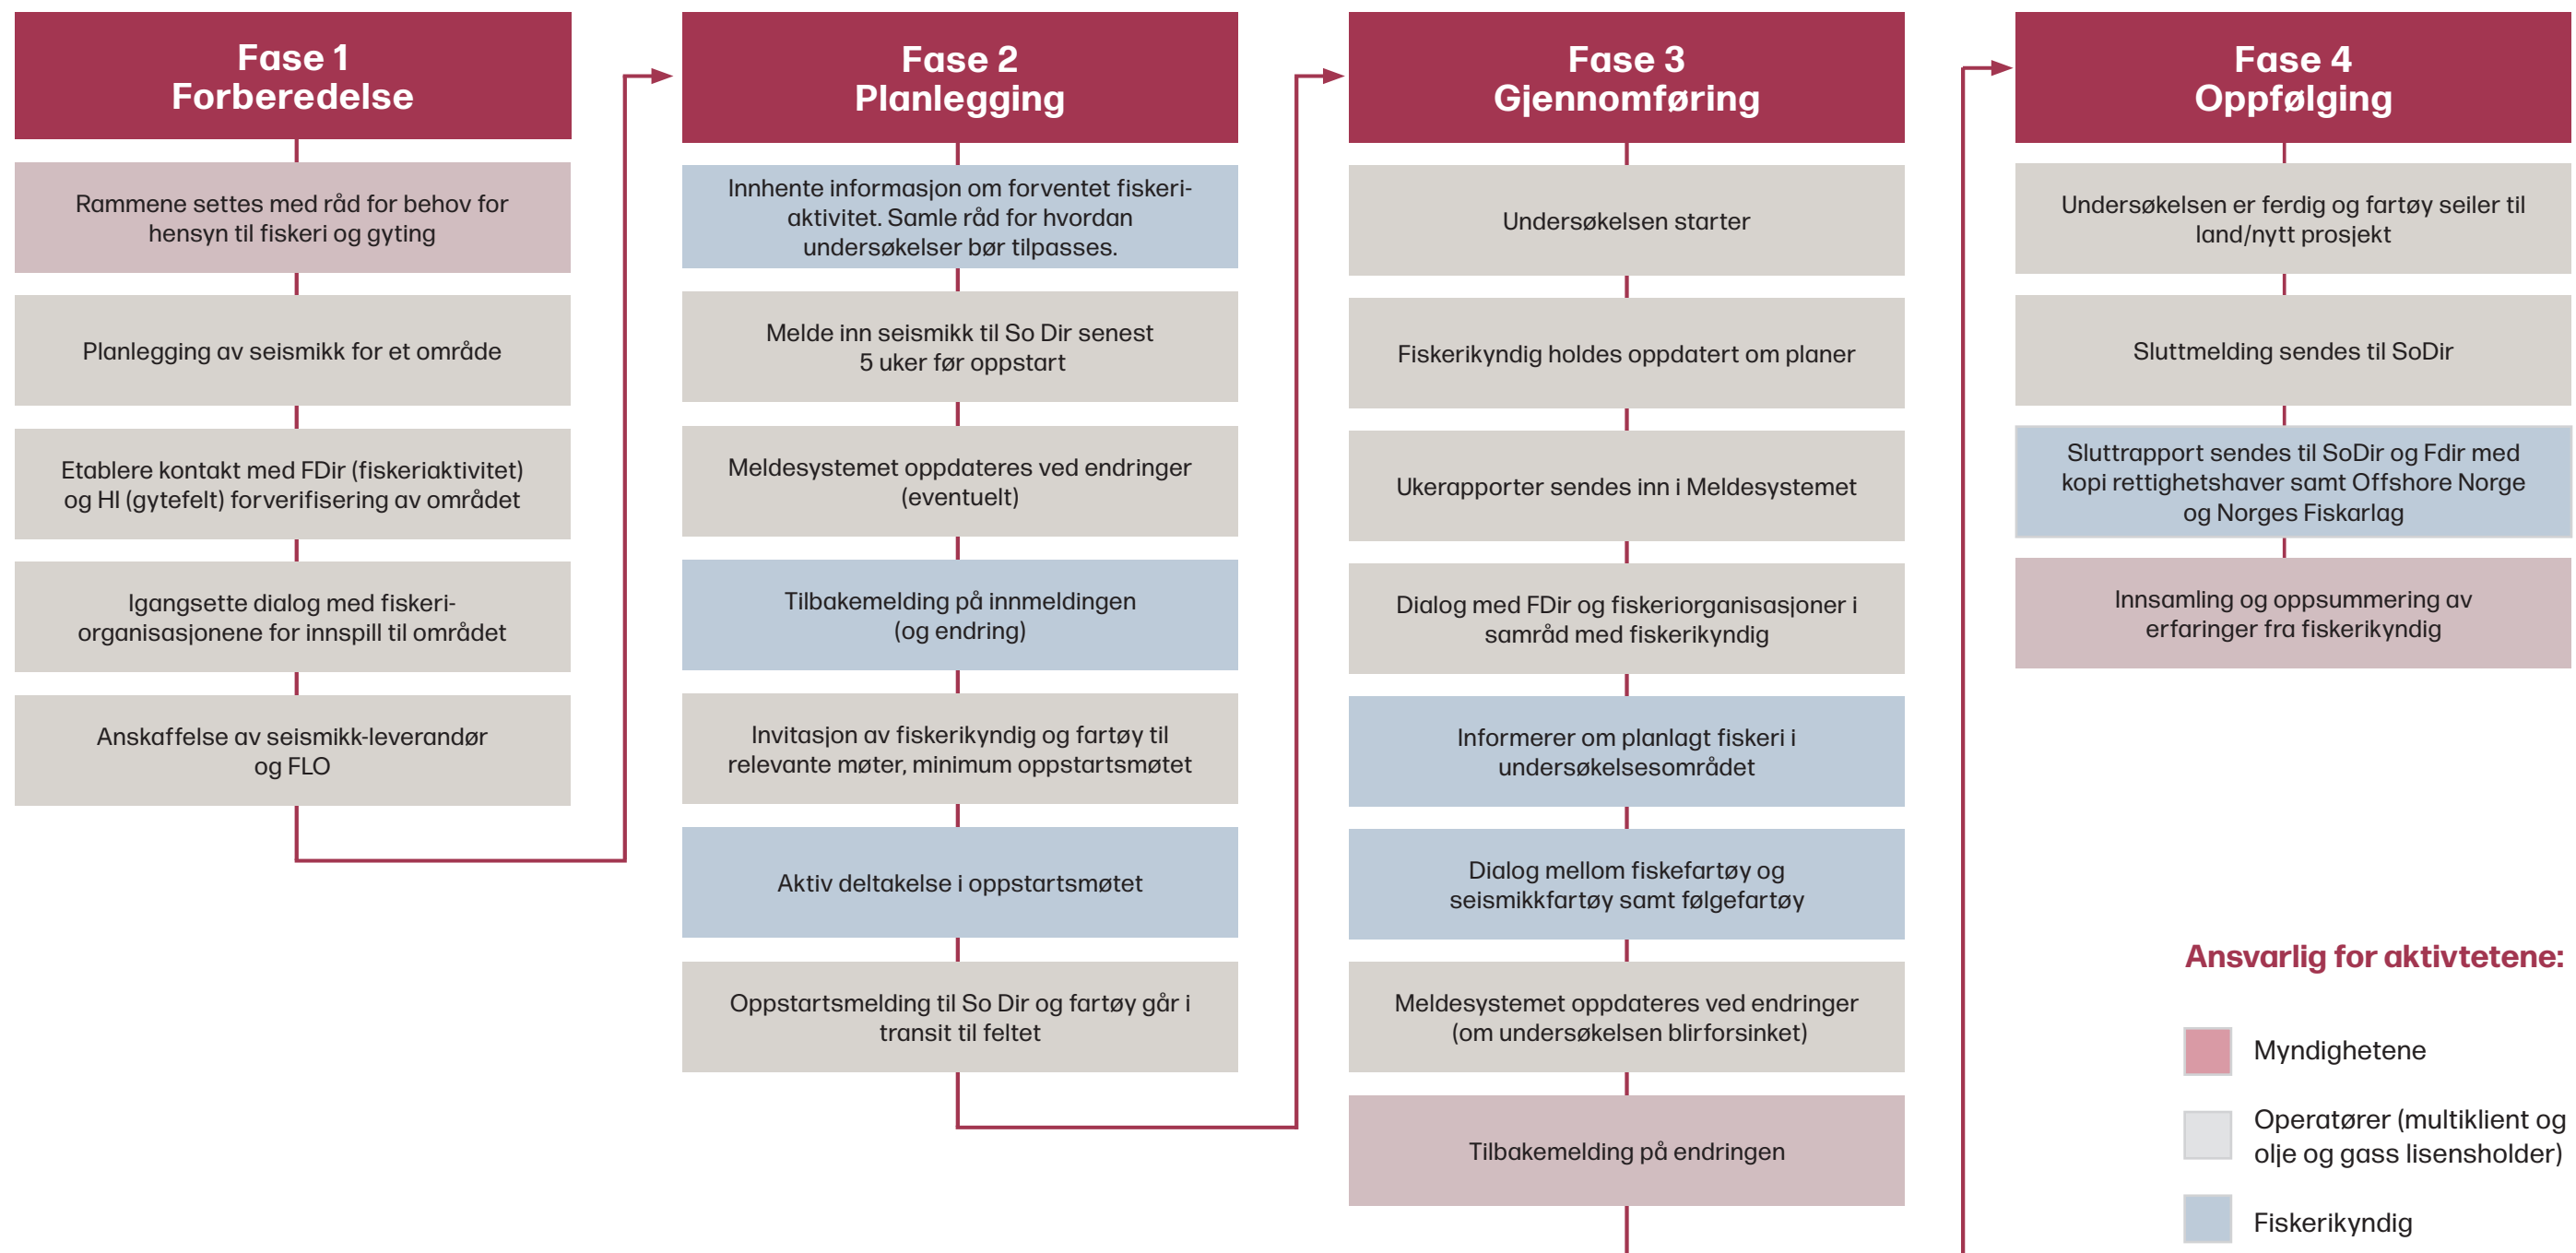 Fase 1
Forberedelse
Rammene settes med råd for behov for
hensyn til fiskeri og gyting
Planlegging av seismikk for et område
Etablere kontakt med FDir (fiskeriaktivitet)
og HI (gytefelt) forverifisering av området
Igangsette dialog med fiskeri-
organisasjonene for innspill til området
Anskaffelse av seismikk-leverandør
og FLO
Fase 2
Planlegging
Innhente informasjon om forventet fiskeri-
aktivitet. Samle råd for hvordan
undersøkelser bør tilpasses.
Melde inn seismikk til So Dir senest
5 uker før oppstart
Meldesystemet oppdateres ved endringer
(eventuelt)
Tilbakemelding på innmeldingen
(og endring)
Invitasjon av fiskerikyndig og fartøy til
relevante møter, minimum oppstartsmøtet
Aktiv deltakelse i oppstartsmøtet
Oppstartsmelding til So Dir og fartøy går i
transit til feltet
Fase 3
Gjennomføring
Undersøkelsen starter
Fiskerikyndig holdes oppdatert om planer
Ukerapporter sendes inn i Meldesystemet
Dialog med FDir og fiskeriorganisasjoner i
samråd med fiskerikyndig
Informerer om planlagt fiskeri i
undersøkelsesområdet
Dialog mellom fiskefartøy og
seismikkfartøy samt følgefartøy
Meldesystemet oppdateres ved endringer
(om undersøkelsen blirforsinket)
Tilbakemelding på endringen
Fase 4
Oppfølging
Undersøkelsen er ferdig og fartøy seiler til
land/nytt prosjekt
Sluttmelding sendes til SoDir
Sluttrapport sendes til SoDir og Fdir med
kopi rettighetshaver samt Offshore Norge
og Norges Fiskarlag
Innsamling og oppsummering av
erfaringer fra fiskerikyndig
Ansvarlig for aktivtetene:
Myndighetene
Operatører (multiklient og
olje og gass lisensholder)
Fiskerikyndig